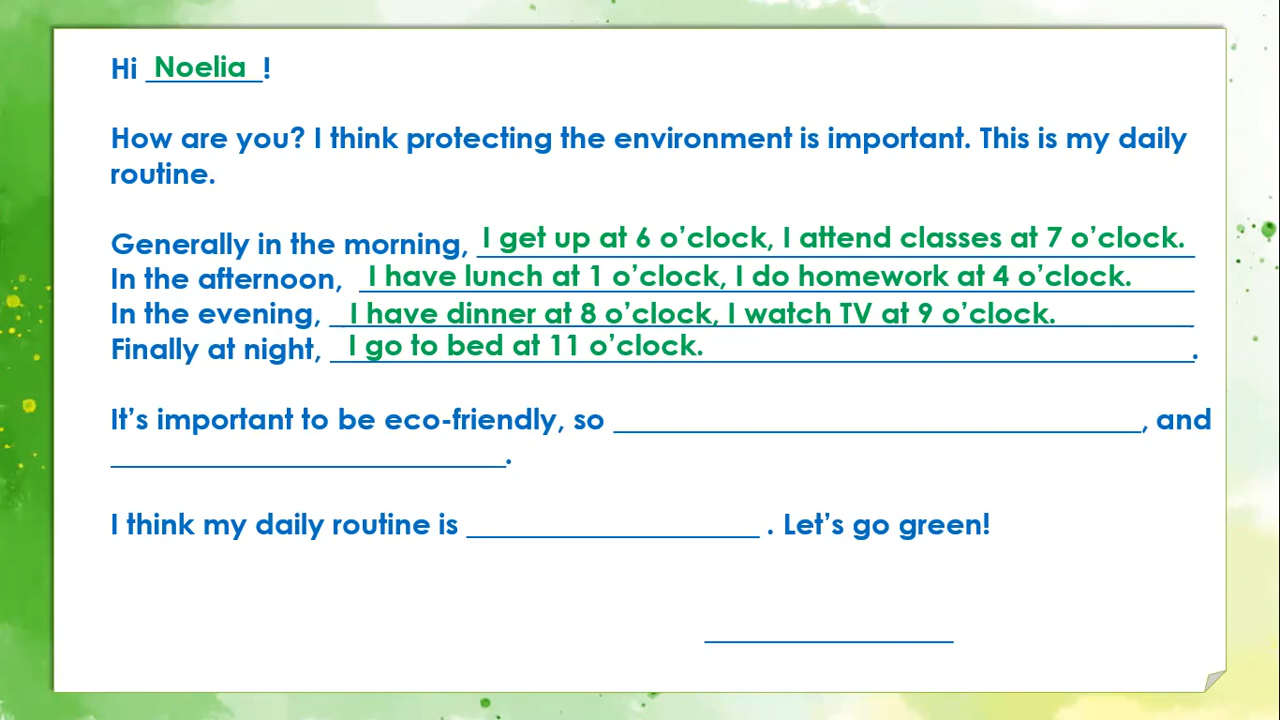 Hi Noelia!
How are you? I think protecting the environment is important. This is my daily
routine.
Generally in the morning, I get up at 6 o’clock, I attend classes at 7 o’clock.
In the afternoon, I have lunch at 1 o’clock, I do homework at 4 o’clock.
In the evening, I have dinner at 8 o’clock, I watch TV at 9 o’clock.
Finally at night, I go to bed at 11 o’clock. .
It’s important to be eco-friendly, so ____________________, and
____________________.
I think my daily routine is ____________________ . Let’s go green!
____________________